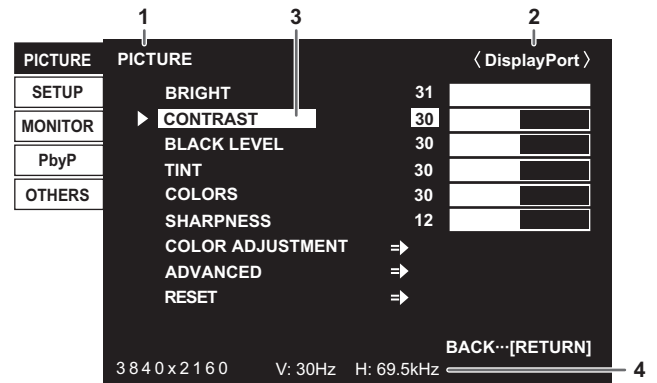 1 3 2
PICTURE
SETUP
MONITOR
PbyP
OTHERS
PICTURE 〈 DisplayPort 〉
BRIGHT 31
CONTRAST 30
BLACK LEVEL 30
TINT 30
COLORS 30
SHARPNESS 12
COLOR ADJUSTMENT
ADVANCED
RESET
BACK···[RETURN]
3840x2160 V: 30Hz H: 69.5kHz 4